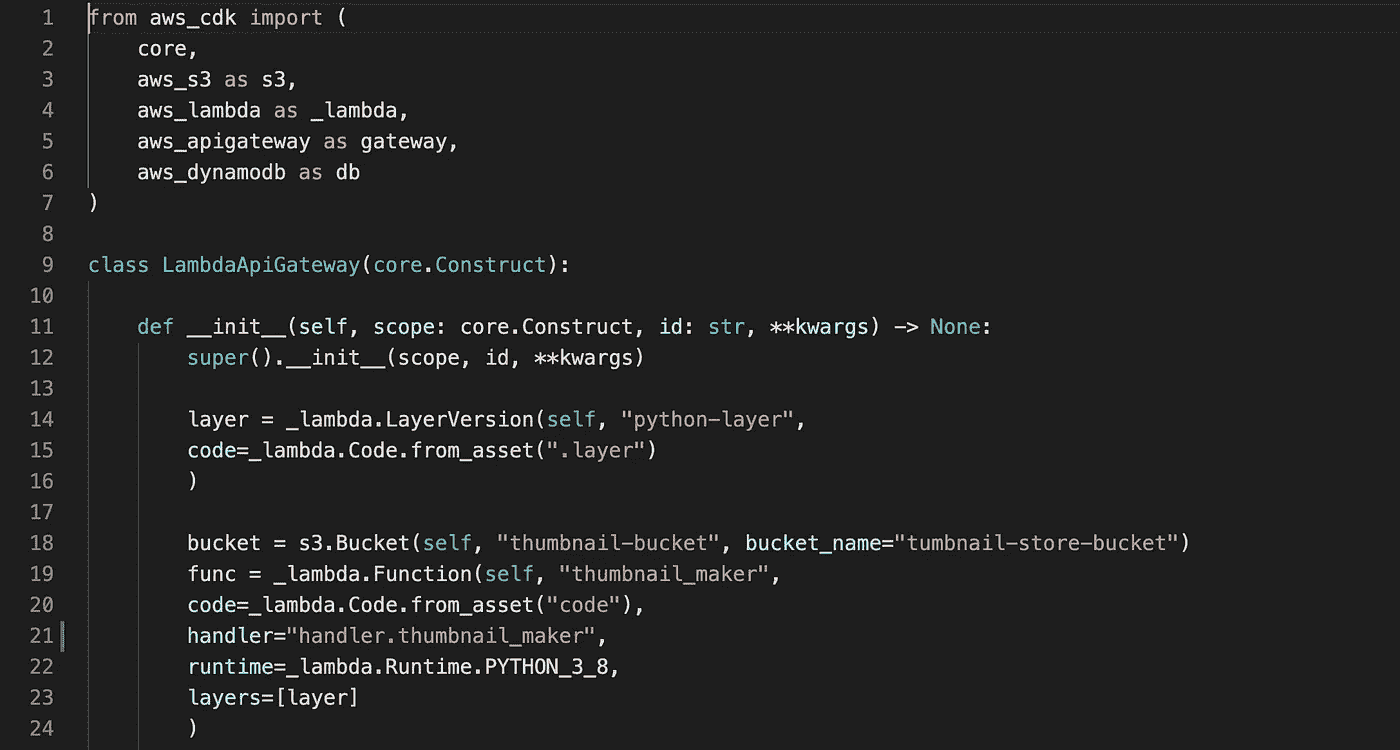 1 from aws_cdk import (
2     core,
3     aws_s3 as s3,
4     aws_lambda as _lambda,
5     aws_apigateway as gateway,
6     aws_dynamodb as db
7 )
8
9 class LambdaApiGateway(core.Construct):
10
11     def __init__(self, scope: core.Construct, id: str, **kwargs) -> None:
12         super().__init__(scope, id, **kwargs)
13
14         layer = _lambda.LayerVersion(self, "python-layer",
15         code=_lambda.Code.from_asset(".layer")
16         )
17
18         bucket = s3.Bucket(self, "thumbnail-bucket", bucket_name="tumbnail-store-bucket")
19         func = _lambda.Function(self, "thumbnail_maker",
20         code=_lambda.Code.from_asset("code"),
21         handler="handler.thumbnail_maker",
22         runtime=_lambda.Runtime.PYTHON_3_8,
23         layers=[layer]
24         )